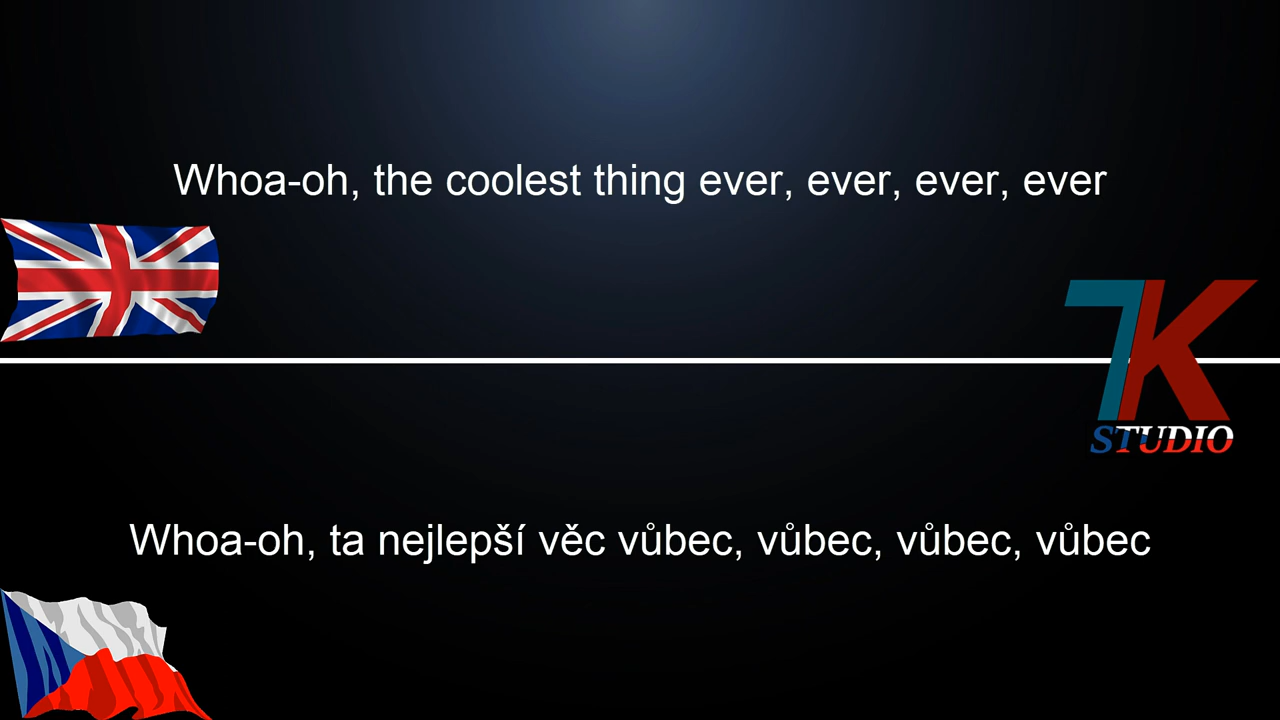 Whoa-oh, the coolest thing ever, ever, ever, ever
TK
STUDIO
Whoa-oh, ta nejlepší věc vůbec, vůbec, vůbec, vůbec